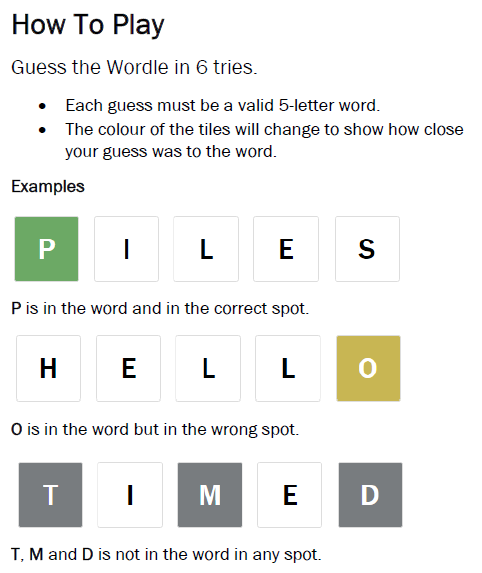 How To Play
Guess the Wordle in 6 tries.
• Each guess must be a valid 5-letter word.
• The colour of the tiles will change to show how close
your guess was to the word.
Examples
P I L E S
P is in the word and in the correct spot.
H E L L O
O is in the word but in the wrong spot.
T I M E D
T, M and D is not in the word in any spot.